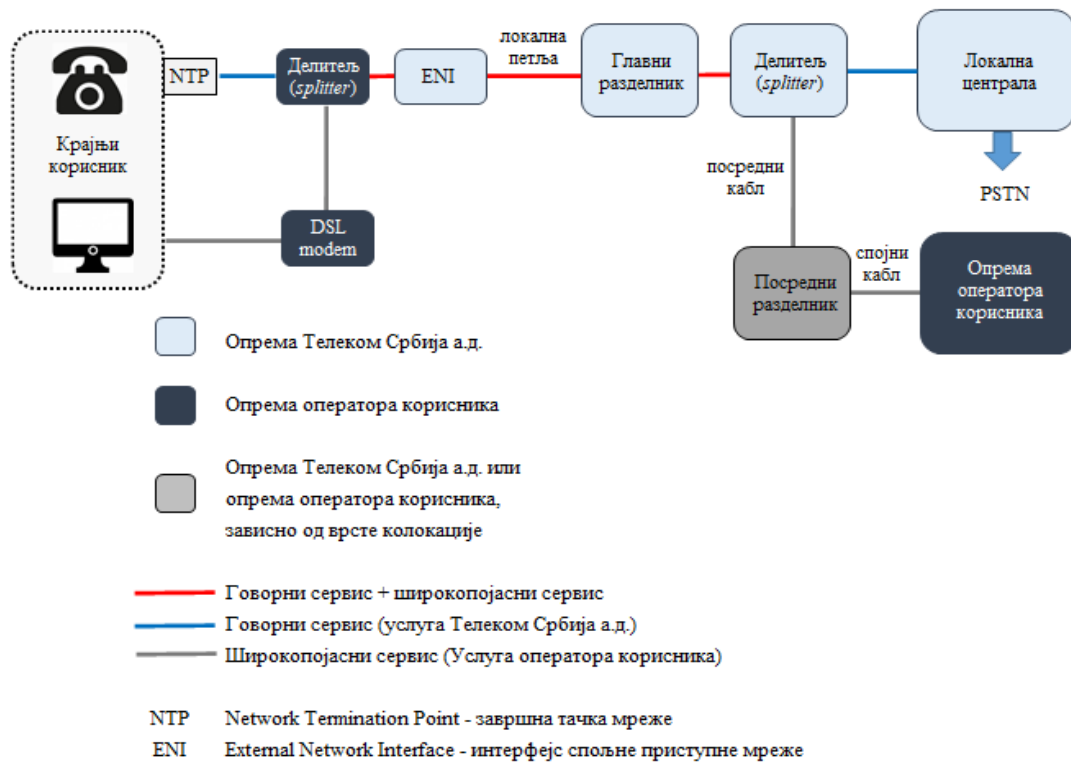 Крајњи
корисник
NTP
Делитељ
(splitter)
ENI
локална
петља
Главни
разделник
Делитељ
(splitter)
Локална
централа
PSTN
DSL
modem
посредни
кабл
Посредни
разделник
спојни
кабл
Опрема
оператора
корисника
Опрема Телеком Србија а.д.
Опрема оператора корисника
Опрема Телеком Србија а.д. или
опрема оператора корисника,
зависно од врсте колокације
Говорни сервис + широкопојасни сервис
Говорни сервис (услуга Телеком Србија а.д.)
Широкопојасни сервис (Услуга оператора корисника)
NTP Network Termination Point - завршна тачка мреже
ENI External Network Interface - интерфејс спољне приступне мреже